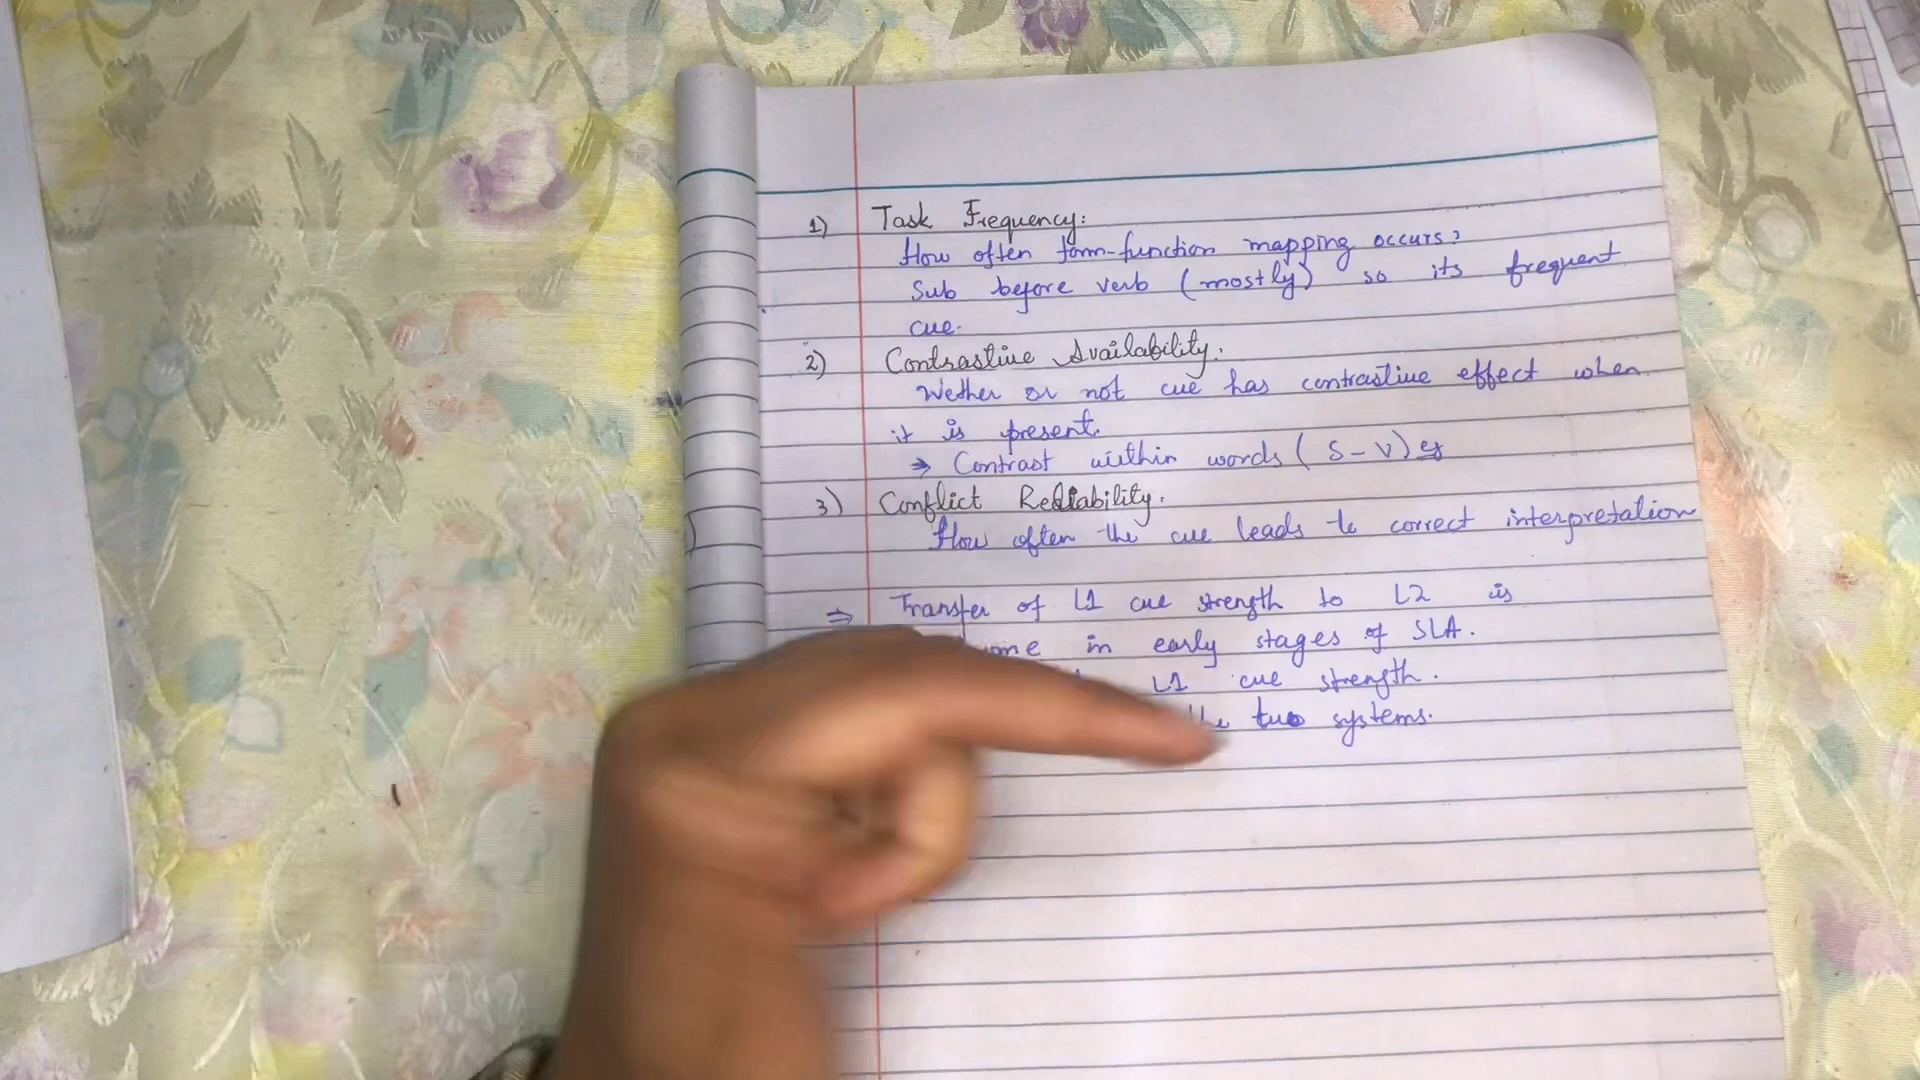 1) Task Frequency:
How often form-function mapping occurs?
Sub before verb (mostly) so its frequent
cue.
2) Contrastive Availability.
Wether or not cue has contrastive effect when
it is present.
⇒ Contrast within words (S-V) eg
3) Conflict Reliability.
How often the cue leads to correct interpretation
⇒ Transfer of L1 cue strength to L2 is
in early stages of SLA.
L1 cue strength.
the two systems.